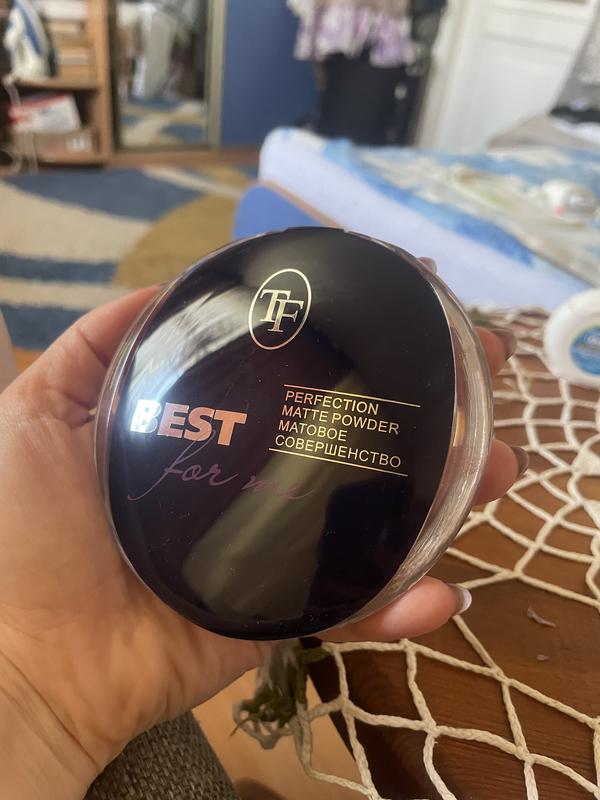 TF
BEST
for me
PERFECTION
MATTE POWDER
МАТОВОЕ
СОВЕРШЕНСТВО